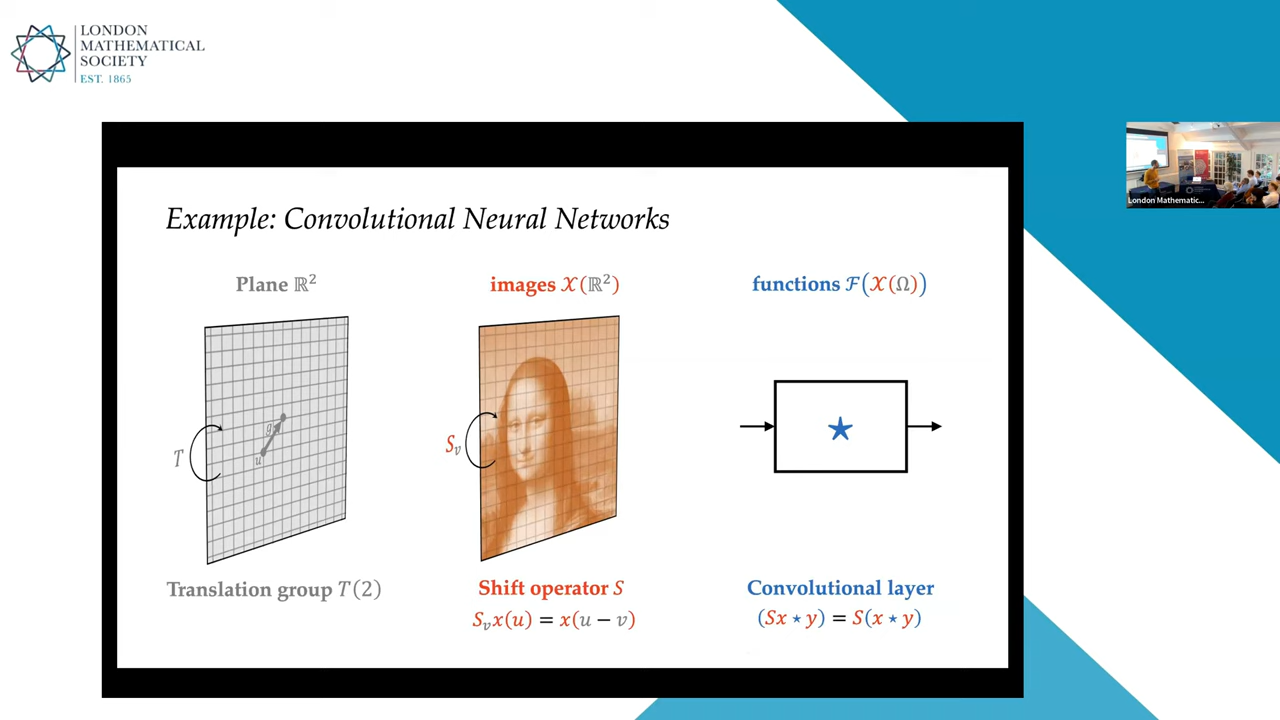 LONDON
MATHEMATICAL
SOCIETY
EST. 1865
London Mathematic...
Example: Convolutional Neural Networks
Plane ℝ²
images 𝒳(ℝ²)
functions ℱ(𝒳(Ω))
T
g
u
S_v
★
Translation group T(2)
Shift operator S
S_v x(u) = x(u − v)
Convolutional layer
(Sx ⋆ y) = S(x ⋆ y)